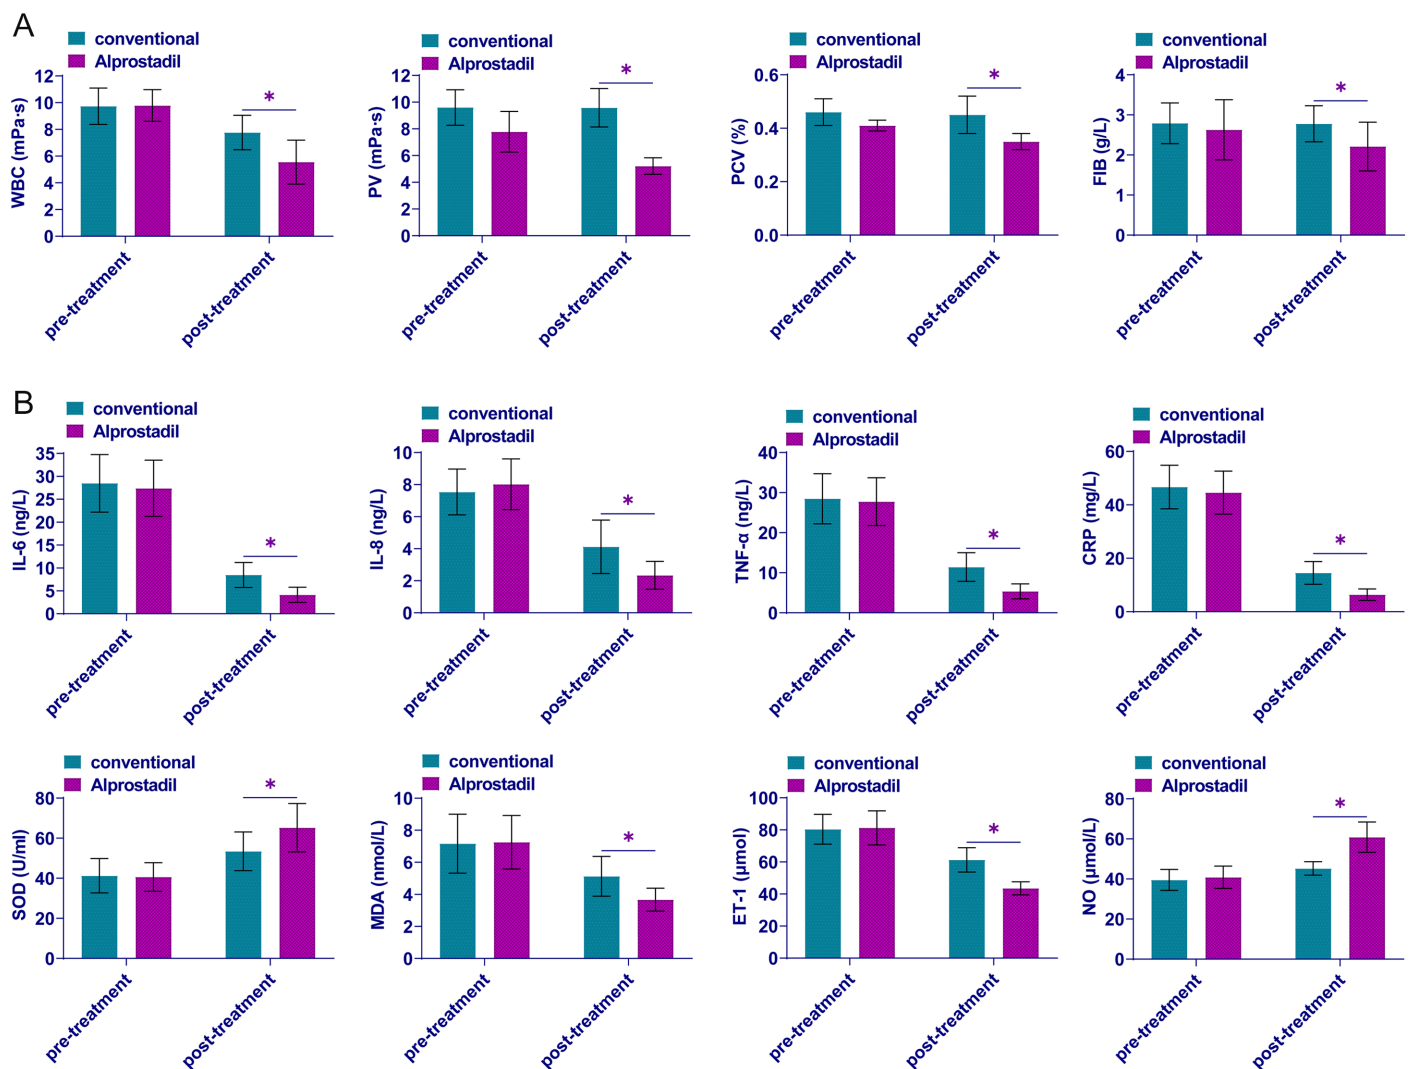 A
conventional
Alprostadil
WBC (mPa·s)
12
10
8
6
4
2
0
*
pre-treatment
post-treatment
conventional
Alprostadil
PV (mPa·s)
12
10
8
6
4
2
0
*
pre-treatment
post-treatment
conventional
Alprostadil
PCV (%)
0.6
0.4
0.2
0.0
*
pre-treatment
post-treatment
conventional
Alprostadil
FIB (g/L)
4
3
2
1
0
*
pre-treatment
post-treatment
B
conventional
Alprostadil
IL-6 (ng/L)
35
30
25
20
15
10
5
0
*
pre-treatment
post-treatment
conventional
Alprostadil
IL-8 (ng/L)
10
8
6
4
2
0
*
pre-treatment
post-treatment
conventional
Alprostadil
TNF-α (ng/L)
40
30
20
10
0
*
pre-treatment
post-treatment
conventional
Alprostadil
CRP (mg/L)
60
40
20
0
*
pre-treatment
post-treatment
conventional
Alprostadil
SOD (U/ml)
80
60
40
20
0
*
pre-treatment
post-treatment
conventional
Alprostadil
MDA (nmol/L)
10
8
6
4
2
0
*
pre-treatment
post-treatment
conventional
Alprostadil
ET-1 (μmol)
100
80
60
40
20
0
*
pre-treatment
post-treatment
conventional
Alprostadil
NO (μmol/L)
80
60
40
20
0
*
pre-treatment
post-treatment